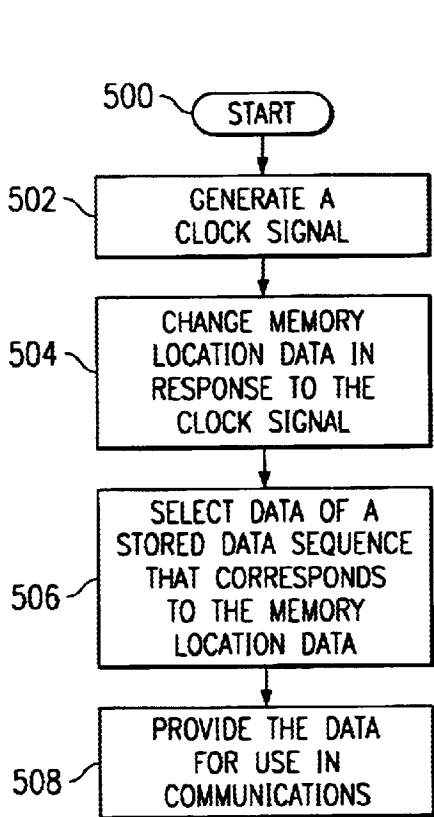 500
START
502
GENERATE A
CLOCK SIGNAL
504
CHANGE MEMORY
LOCATION DATA IN
RESPONSE TO THE
CLOCK SIGNAL
506
SELECT DATA OF A
STORED DATA SEQUENCE
THAT CORRESPONDS
TO THE MEMORY
LOCATION DATA
508
PROVIDE THE DATA
FOR USE IN
COMMUNICATIONS